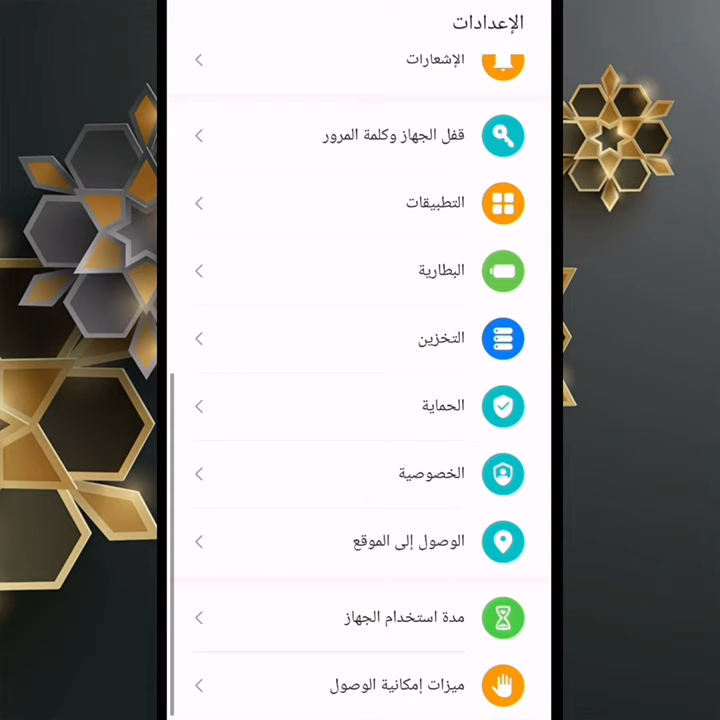 الإعدادات
الإشعارات
قفل الجهاز وكلمة المرور
التطبيقات
البطارية
التخزين
الحماية
الخصوصية
الوصول إلى الموقع
مدة استخدام الجهاز
ميزات إمكانية الوصول